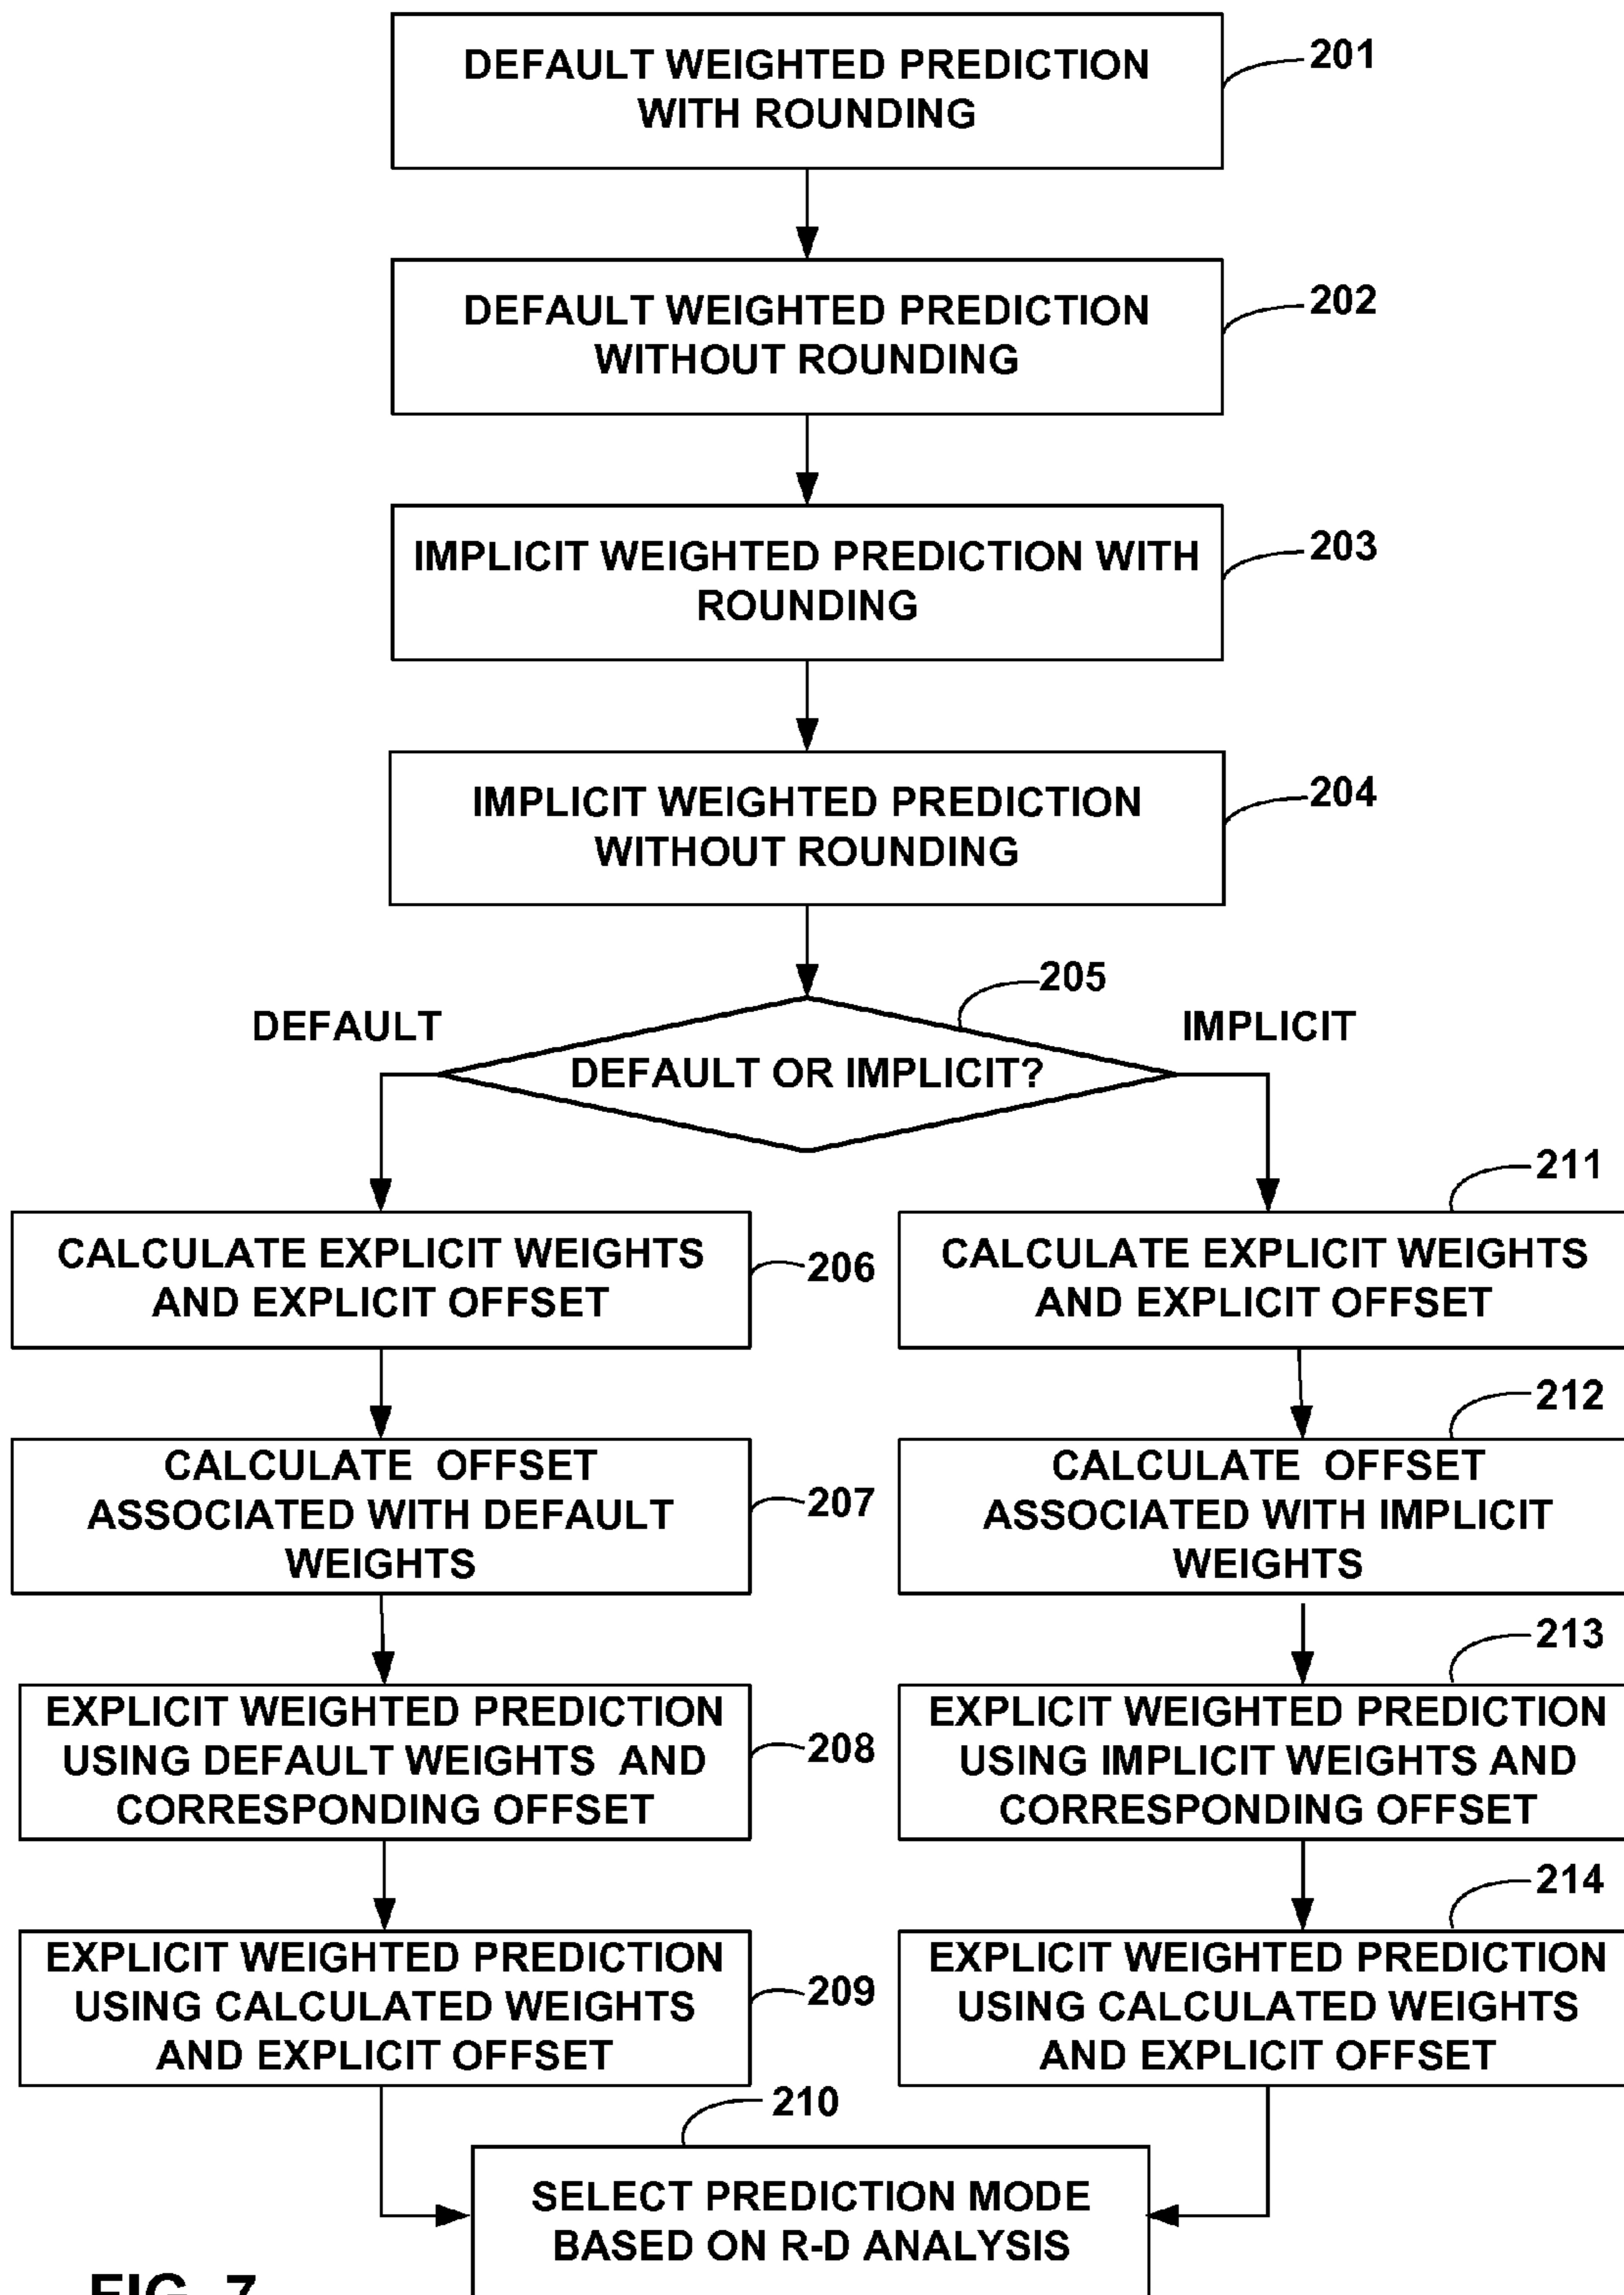 DEFAULT WEIGHTED PREDICTION
WITH ROUNDING
201
DEFAULT WEIGHTED PREDICTION
WITHOUT ROUNDING
202
IMPLICIT WEIGHTED PREDICTION WITH
ROUNDING
203
IMPLICIT WEIGHTED PREDICTION
WITHOUT ROUNDING
204
205
DEFAULT
IMPLICIT
DEFAULT OR IMPLICIT?
CALCULATE EXPLICIT WEIGHTS
AND EXPLICIT OFFSET
206
211
CALCULATE EXPLICIT WEIGHTS
AND EXPLICIT OFFSET
CALCULATE OFFSET
ASSOCIATED WITH DEFAULT
WEIGHTS
207
212
CALCULATE OFFSET
ASSOCIATED WITH IMPLICIT
WEIGHTS
EXPLICIT WEIGHTED PREDICTION
USING DEFAULT WEIGHTS AND
CORRESPONDING OFFSET
208
213
EXPLICIT WEIGHTED PREDICTION
USING IMPLICIT WEIGHTS AND
CORRESPONDING OFFSET
EXPLICIT WEIGHTED PREDICTION
USING CALCULATED WEIGHTS
AND EXPLICIT OFFSET
209
214
EXPLICIT WEIGHTED PREDICTION
USING CALCULATED WEIGHTS
AND EXPLICIT OFFSET
210
SELECT PREDICTION MODE
BASED ON R-D ANALYSIS
FIG. 7